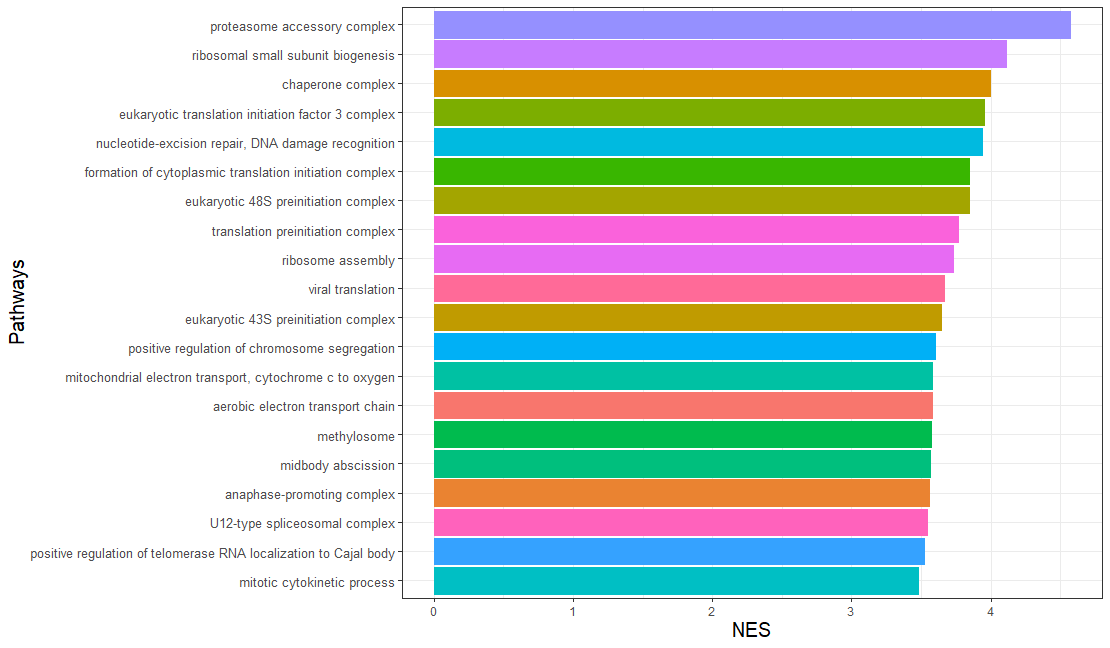 proteasome accessory complex
ribosomal small subunit biogenesis
chaperone complex
eukaryotic translation initiation factor 3 complex
nucleotide-excision repair, DNA damage recognition
formation of cytoplasmic translation initiation complex
eukaryotic 48S preinitiation complex
translation preinitiation complex
ribosome assembly
viral translation
eukaryotic 43S preinitiation complex
positive regulation of chromosome segregation
mitochondrial electron transport, cytochrome c to oxygen
aerobic electron transport chain
methylosome
midbody abscission
anaphase-promoting complex
U12-type spliceosomal complex
positive regulation of telomerase RNA localization to Cajal body
mitotic cytokinetic process
Pathways
0 1 2 3 4
NES